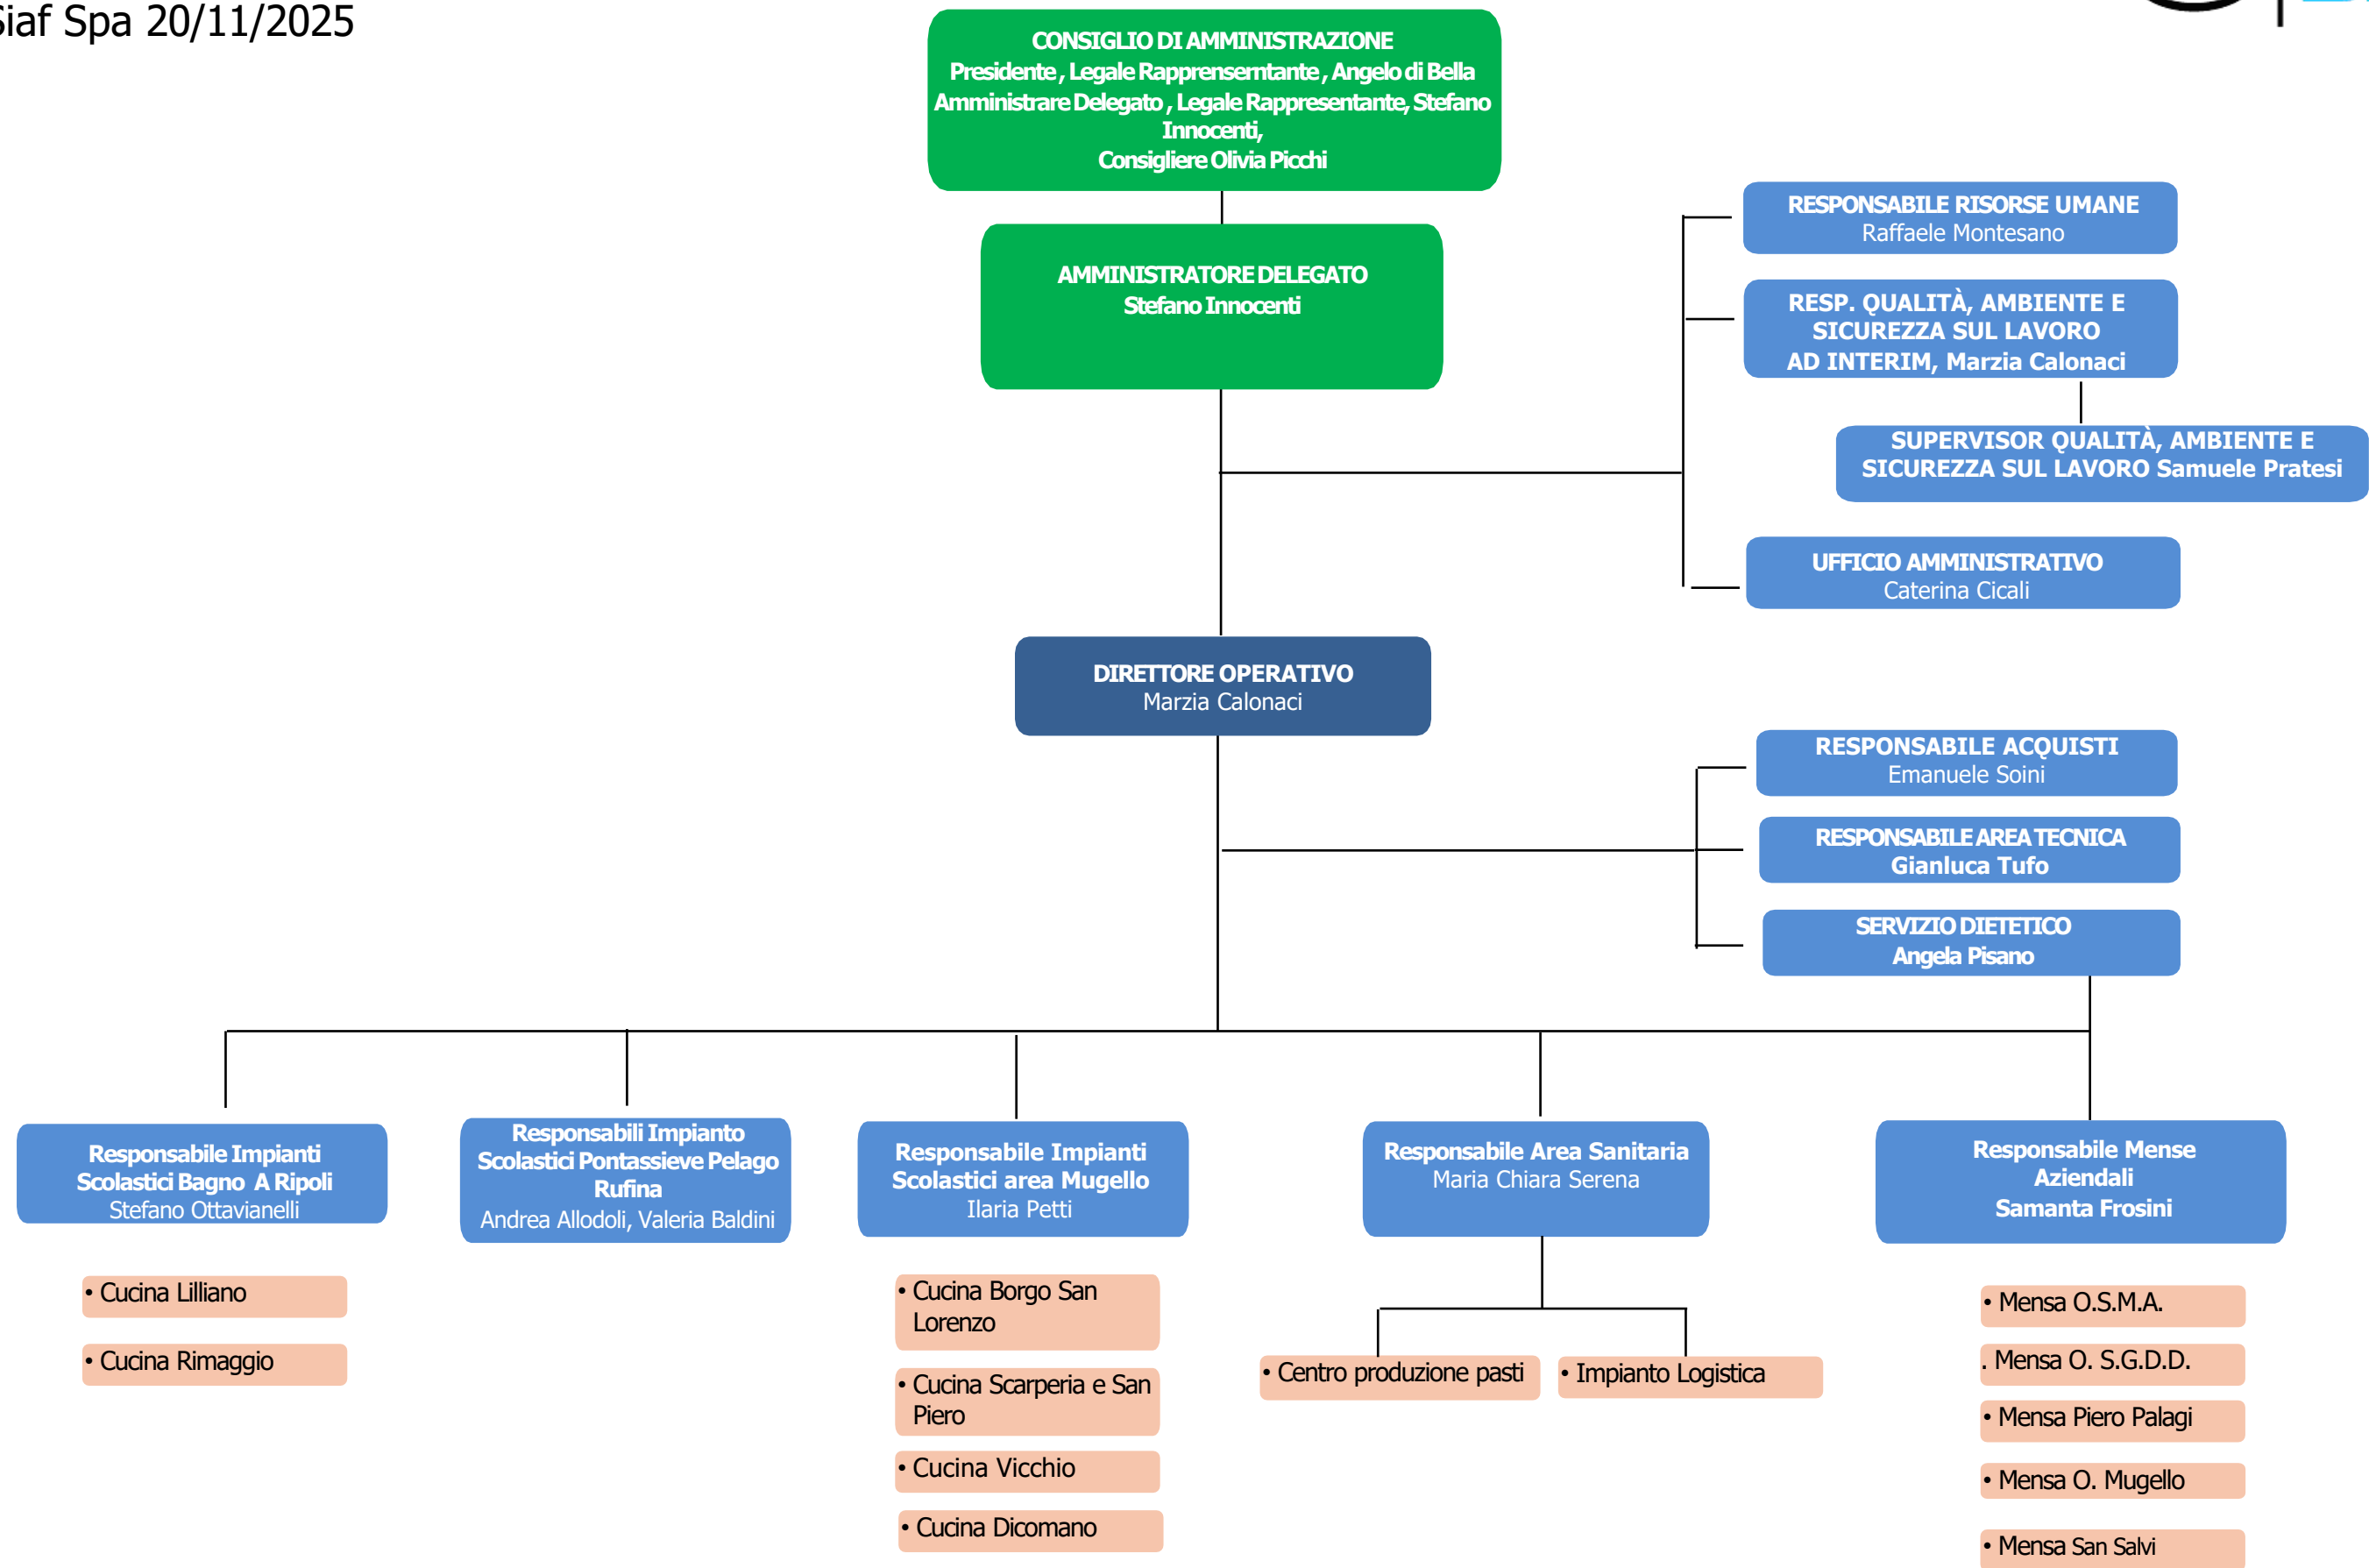 Siaf Spa 20/11/2025
CONSIGLIO DI AMMINISTRAZIONE
Presidente , Legale Rapprenserntante , Angelo di Bella
Amministrare Delegato , Legale Rappresentante, Stefano
Innocenti,
Consigliere Olivia Picchi
AMMINISTRATORE DELEGATO
Stefano Innocenti
RESPONSABILE RISORSE UMANE
Raffaele Montesano
RESP. QUALITÀ, AMBIENTE E
SICUREZZA SUL LAVORO
AD INTERIM, Marzia Calonaci
SUPERVISOR QUALITÀ, AMBIENTE E
SICUREZZA SUL LAVORO Samuele Pratesi
UFFICIO AMMINISTRATIVO
Caterina Cicali
DIRETTORE OPERATIVO
Marzia Calonaci
RESPONSABILE ACQUISTI
Emanuele Soini
RESPONSABILE AREA TECNICA
Gianluca Tufo
SERVIZIO DIETETICO
Angela Pisano
Responsabile Impianti
Scolastici Bagno A Ripoli
Stefano Ottavianelli
• Cucina Lilliano
• Cucina Rimaggio
Responsabili Impianto
Scolastici Pontassieve Pelago
Rufina
Andrea Allodoli, Valeria Baldini
Responsabile Impianti
Scolastici area Mugello
Ilaria Petti
• Cucina Borgo San
Lorenzo
• Cucina Scarperia e San
Piero
• Cucina Vicchio
• Cucina Dicomano
Responsabile Area Sanitaria
Maria Chiara Serena
• Centro produzione pasti
• Impianto Logistica
Responsabile Mense
Aziendali
Samanta Frosini
• Mensa O.S.M.A.
. Mensa O. S.G.D.D.
• Mensa Piero Palagi
• Mensa O. Mugello
• Mensa San Salvi